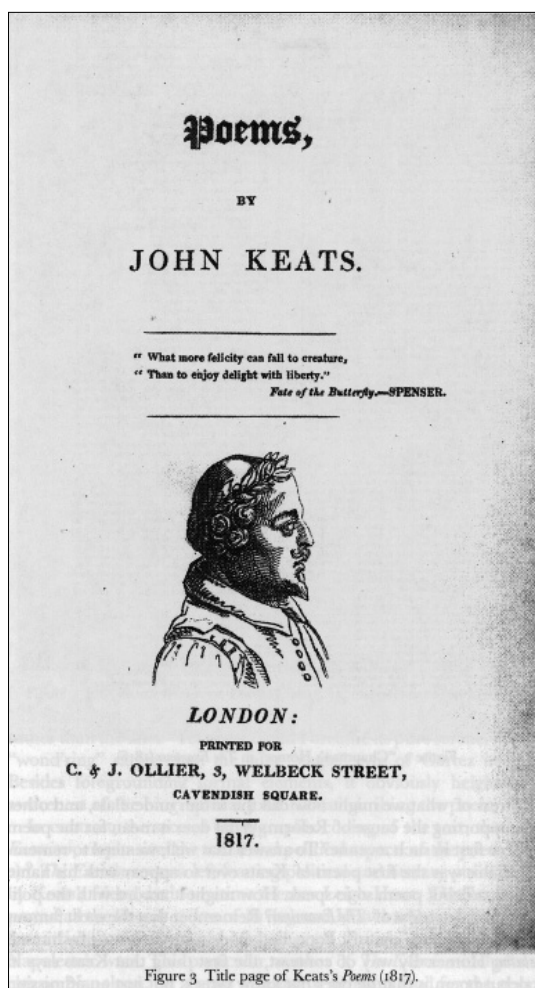 Poems,
BY
JOHN KEATS.
“ What more felicity can fall to creature,
“ Than to enjoy delight with liberty.”
Fate of the Butterfly.—SPENSER.
LONDON:
PRINTED FOR
C. & J. OLLIER, 3, WELBECK STREET,
CAVENDISH SQUARE.
1817.
Figure 3 Title page of Keats's Poems (1817).